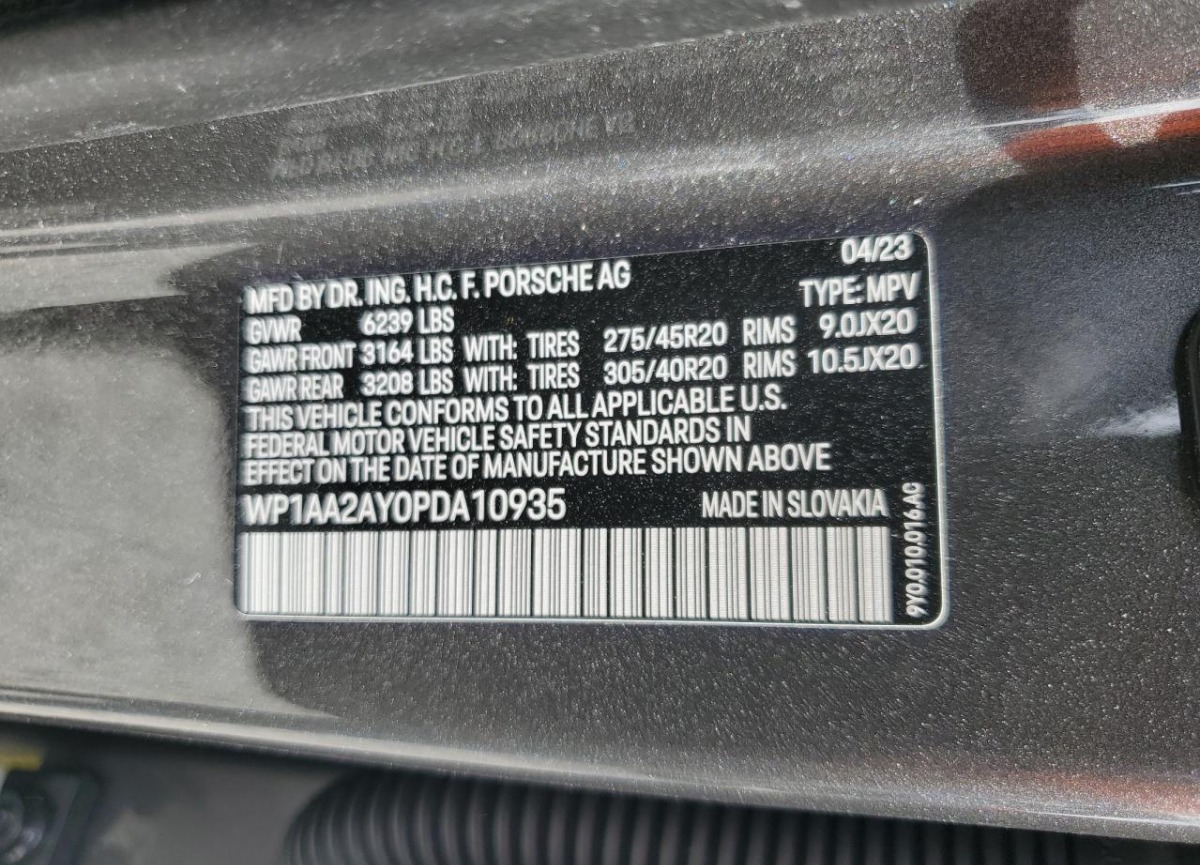 04/23
MFD BY DR. ING. H.C. F. PORSCHE AG TYPE: MPV
GVWR 6239 LBS
GAWR FRONT 3164 LBS WITH: TIRES 275/45R20 RIMS 9.0JX20
GAWR REAR 3208 LBS WITH: TIRES 305/40R20 RIMS 10.5JX20
THIS VEHICLE CONFORMS TO ALL APPLICABLE U.S.
FEDERAL MOTOR VEHICLE SAFETY STANDARDS IN
EFFECT ON THE DATE OF MANUFACTURE SHOWN ABOVE
WP1AA2AY0PDA10935 MADE IN SLOVAKIA
9Y0.010.016.AC